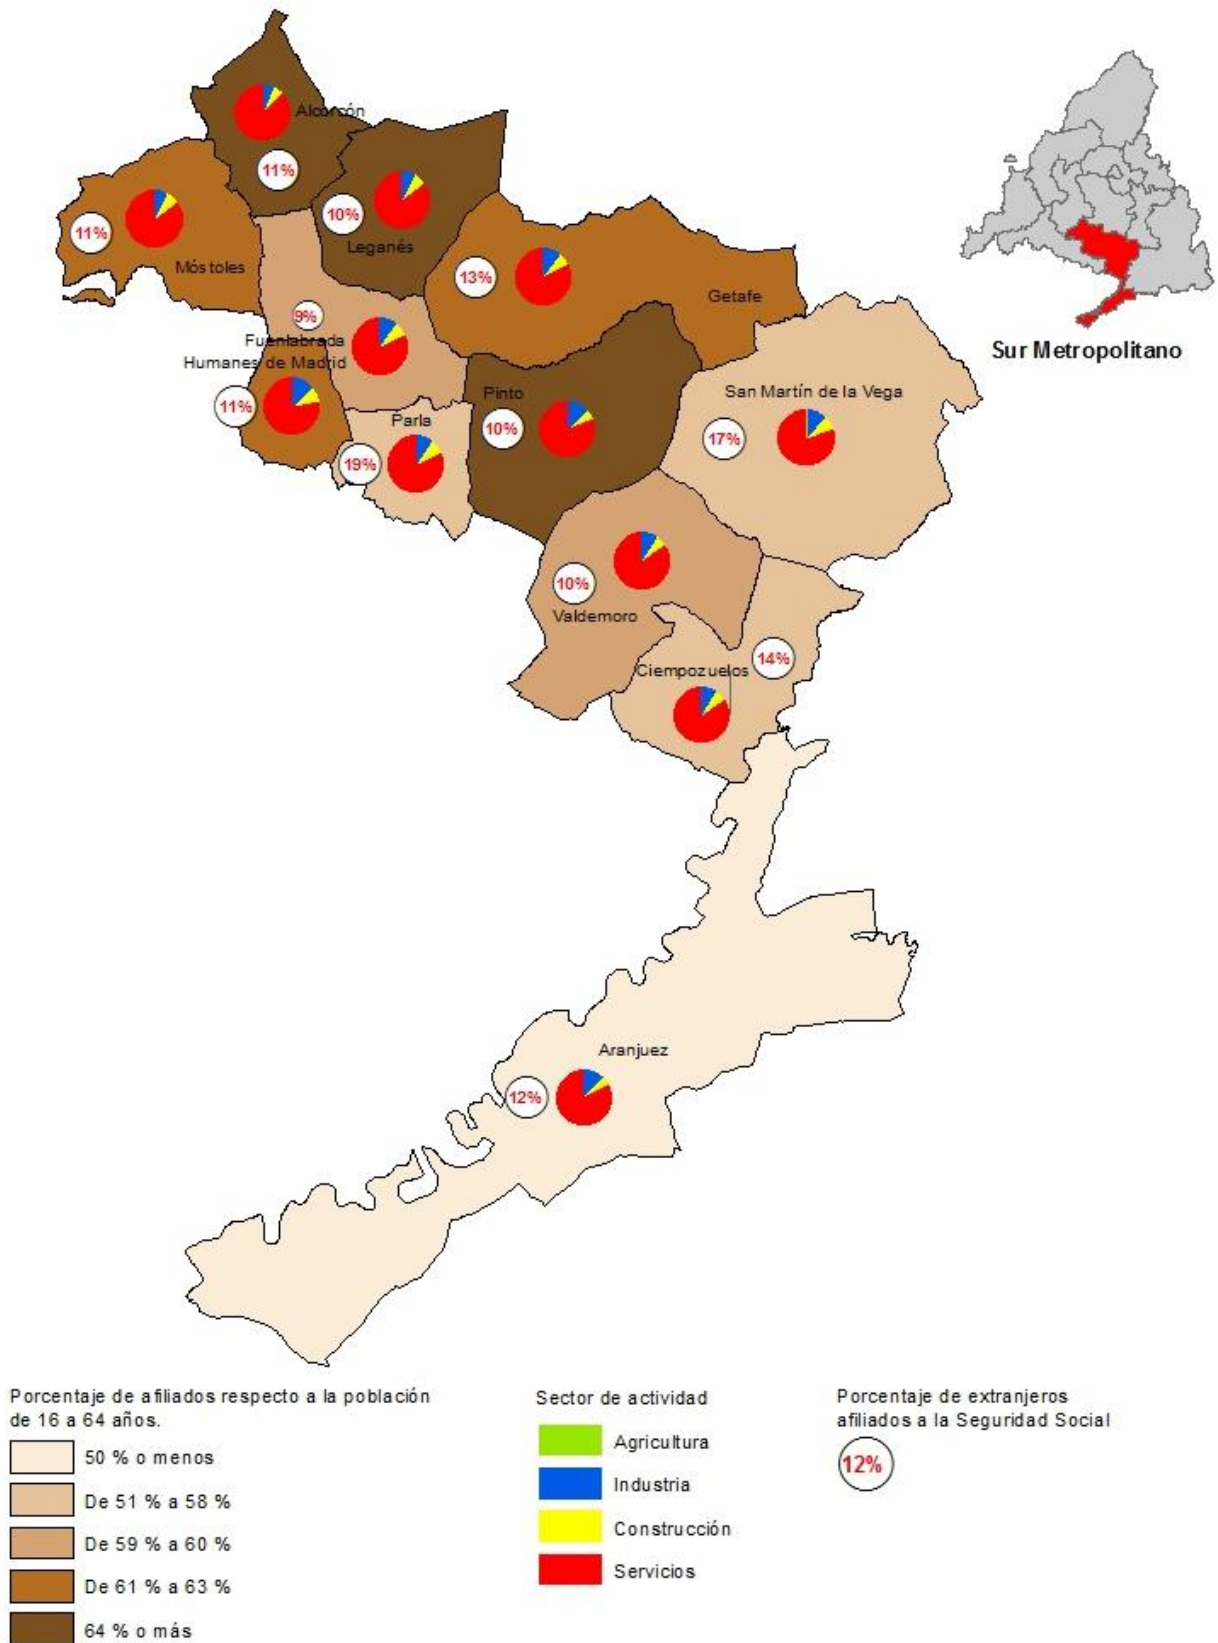 Alcorcón
11%
10%
Leganés
11%
Móstoles
13%
Getafe
9%
Fuenlabrada
Humanes de Madrid
11%
Sur Metropolitano
Pinto
10%
San Martín de la Vega
17%
Parla
19%
10%
Valdemoro
14%
Ciempozuelos
Aranjuez
12%
Porcentaje de afiliados respecto a la población
de 16 a 64 años.
50 % o menos
De 51 % a 58 %
De 59 % a 60 %
De 61 % a 63 %
64 % o más
Sector de actividad
Agricultura
Industria
Construcción
Servicios
Porcentaje de extranjeros
afiliados a la Seguridad Social
12%